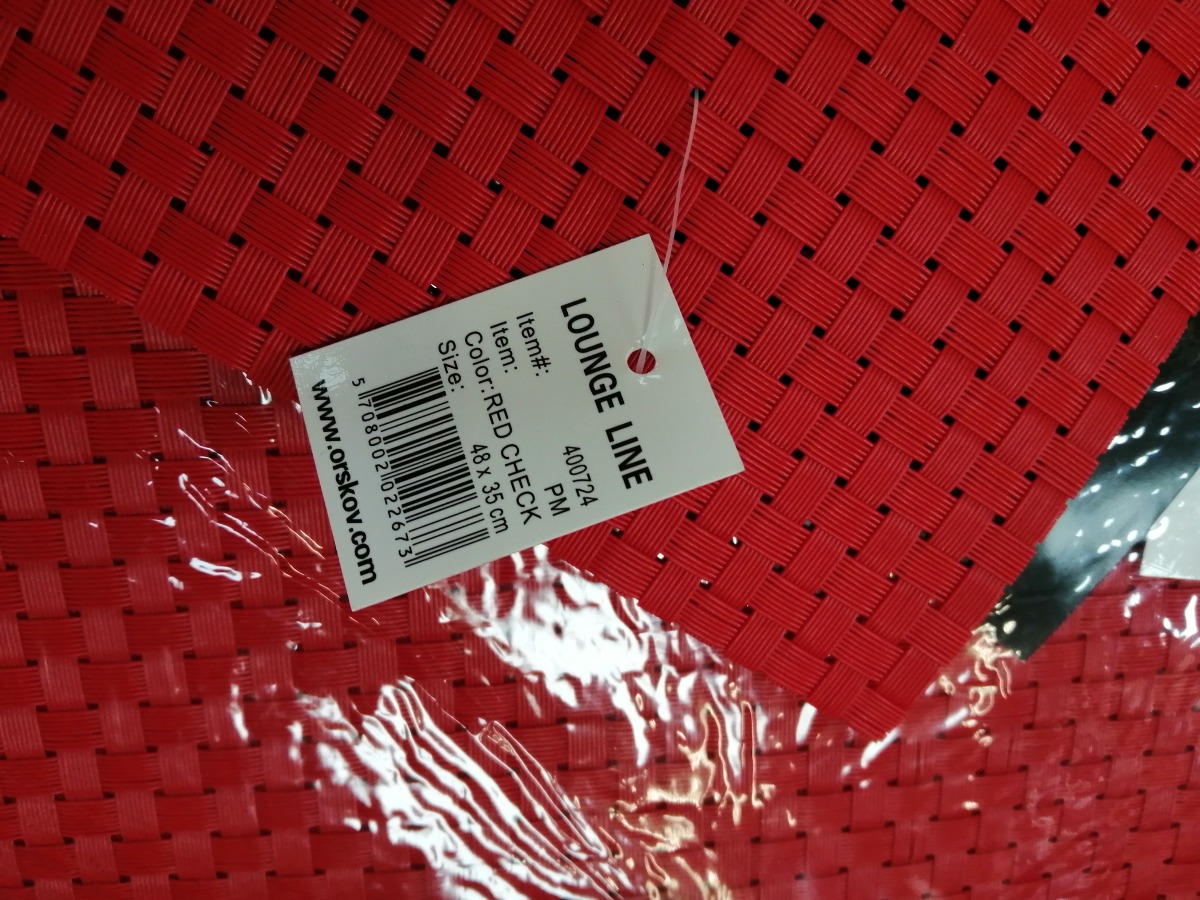 LOUNGE LINE
Item#: 400724
Item: PM
Color: RED CHECK
Size: 48 x 35 cm
5 708002 022673
www.orskov.com